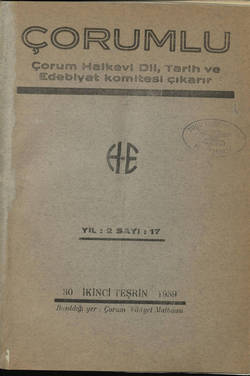 ÇORUMLU
Çorum Halkevi Dil, Tarih ve
Edebiyat komitesi çıkarır
HE
YIL : 2 SAYI : 17
30 İKİNCİ TEŞRİN 1939
Basıldığı yer : Çorum Vilâyet Matbaası